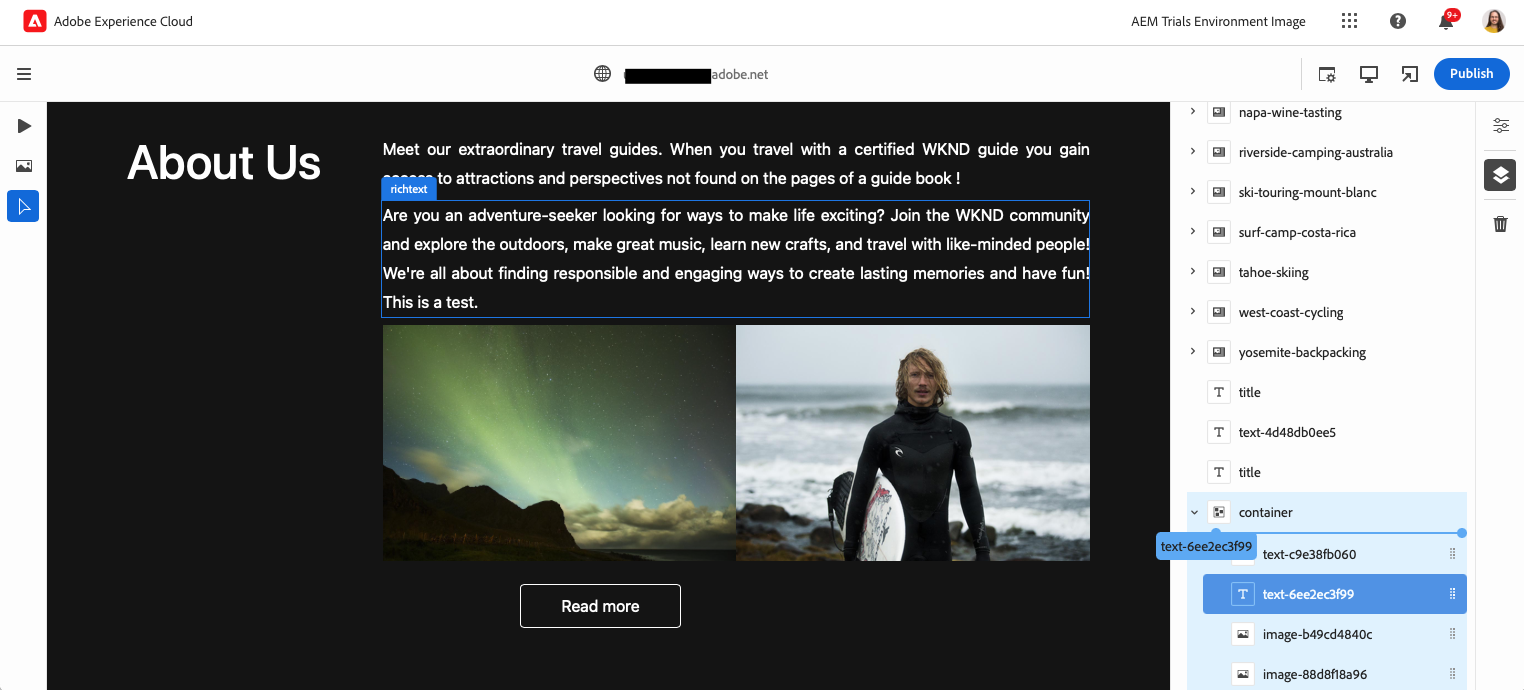 Adobe Experience Cloud
AEM Trials Environment Image
9+
adobe.net
Publish
About Us
Meet our extraordinary travel guides. When you travel with a certified WKND guide you gain
access to attractions and perspectives not found on the pages of a guide book !
richtext
Are you an adventure-seeker looking for ways to make life exciting? Join the WKND community
and explore the outdoors, make great music, learn new crafts, and travel with like-minded people!
We're all about finding responsible and engaging ways to create lasting memories and have fun!
This is a test.
Read more
napa-wine-tasting
riverside-camping-australia
ski-touring-mount-blanc
surf-camp-costa-rica
tahoe-skiing
west-coast-cycling
yosemite-backpacking
title
text-4d48db0ee5
title
container
text-6ee2ec3f99
text-c9e38fb060
text-6ee2ec3f99
image-b49cd4840c
image-88d8f18a96